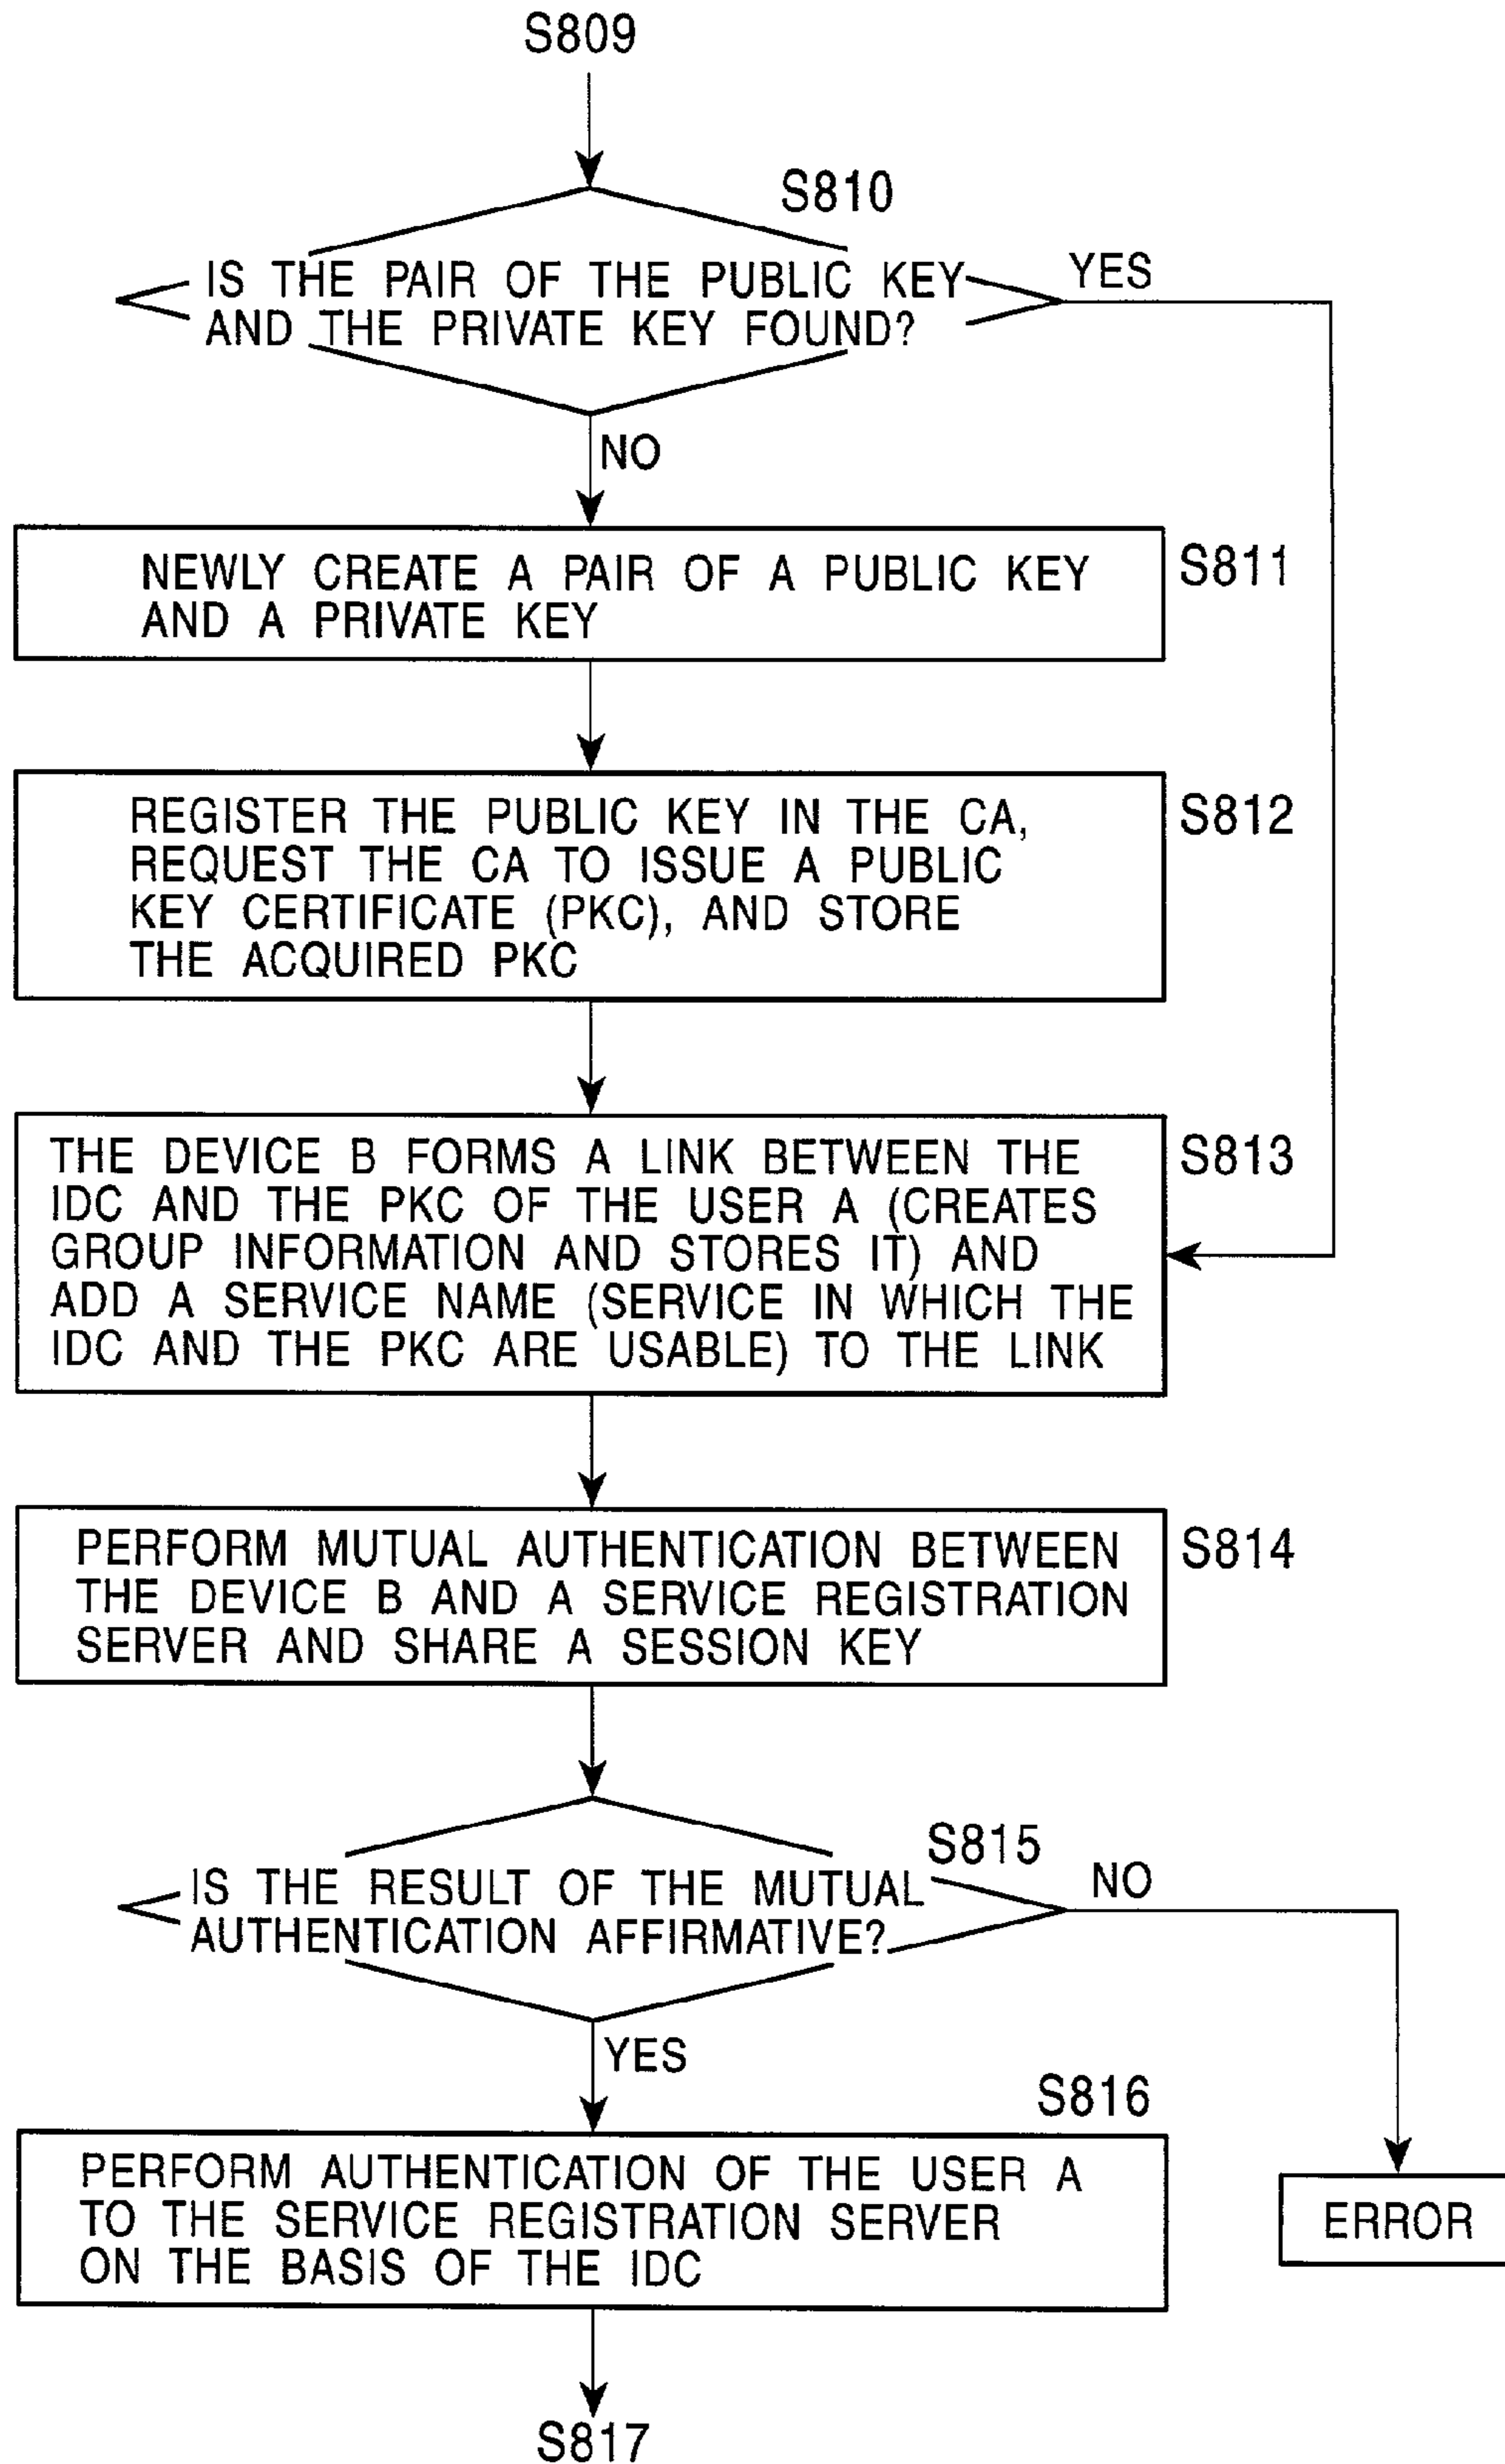 S809
S810
IS THE PAIR OF THE PUBLIC KEY
AND THE PRIVATE KEY FOUND?
YES
NO
NEWLY CREATE A PAIR OF A PUBLIC KEY
AND A PRIVATE KEY
S811
REGISTER THE PUBLIC KEY IN THE CA,
REQUEST THE CA TO ISSUE A PUBLIC
KEY CERTIFICATE (PKC), AND STORE
THE ACQUIRED PKC
S812
THE DEVICE B FORMS A LINK BETWEEN THE
IDC AND THE PKC OF THE USER A (CREATES
GROUP INFORMATION AND STORES IT) AND
ADD A SERVICE NAME (SERVICE IN WHICH THE
IDC AND THE PKC ARE USABLE) TO THE LINK
S813
PERFORM MUTUAL AUTHENTICATION BETWEEN
THE DEVICE B AND A SERVICE REGISTRATION
SERVER AND SHARE A SESSION KEY
S814
S815
IS THE RESULT OF THE MUTUAL
AUTHENTICATION AFFIRMATIVE?
NO
YES
S816
PERFORM AUTHENTICATION OF THE USER A
TO THE SERVICE REGISTRATION SERVER
ON THE BASIS OF THE IDC
ERROR
S817